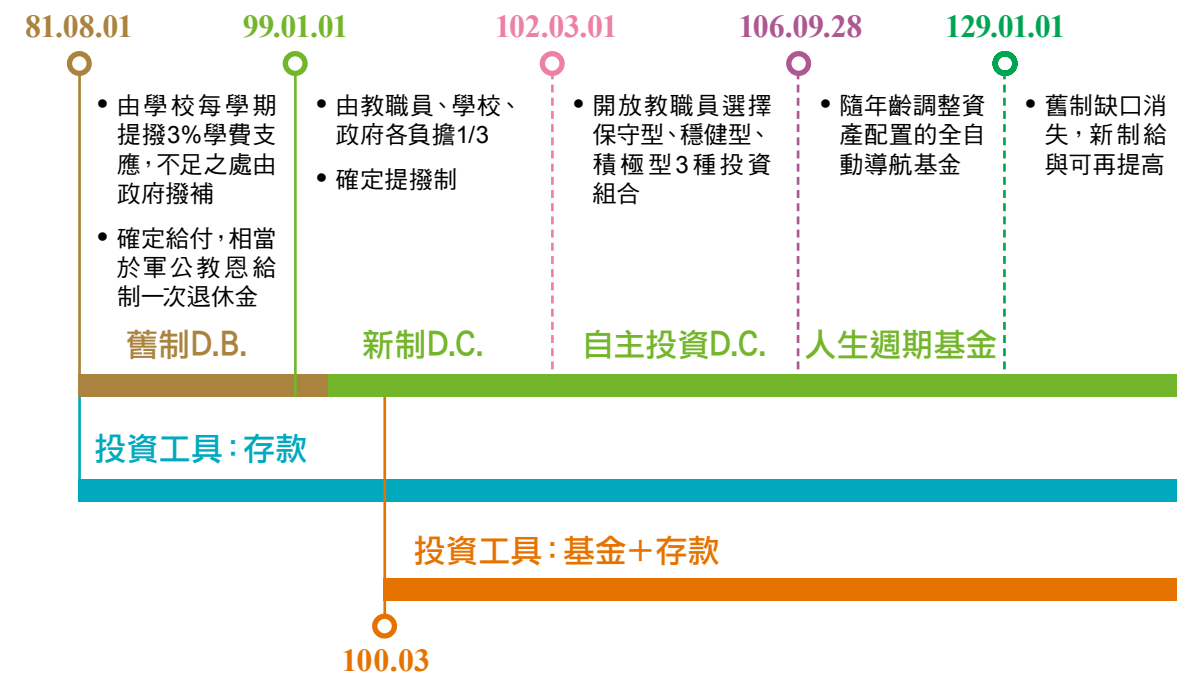 81.08.01
99.01.01
102.03.01
106.09.28
129.01.01
• 由學校每學期
提撥3%學費支
應，不足之處由
政府撥補
• 確定給付，相當
於軍公教恩給
制一次退休金
• 由教職員、學校、
政府各負擔1/3
• 確定提撥制
• 開放教職員選擇
保守型、穩健型、
積極型3種投資
組合
• 隨年齡調整資
產配置的全自
動導航基金
• 舊制缺口消
失，新制給
與可再提高
舊制D.B.
新制D.C.
自主投資D.C.
人生週期基金
投資工具：存款
投資工具：基金＋存款
100.03